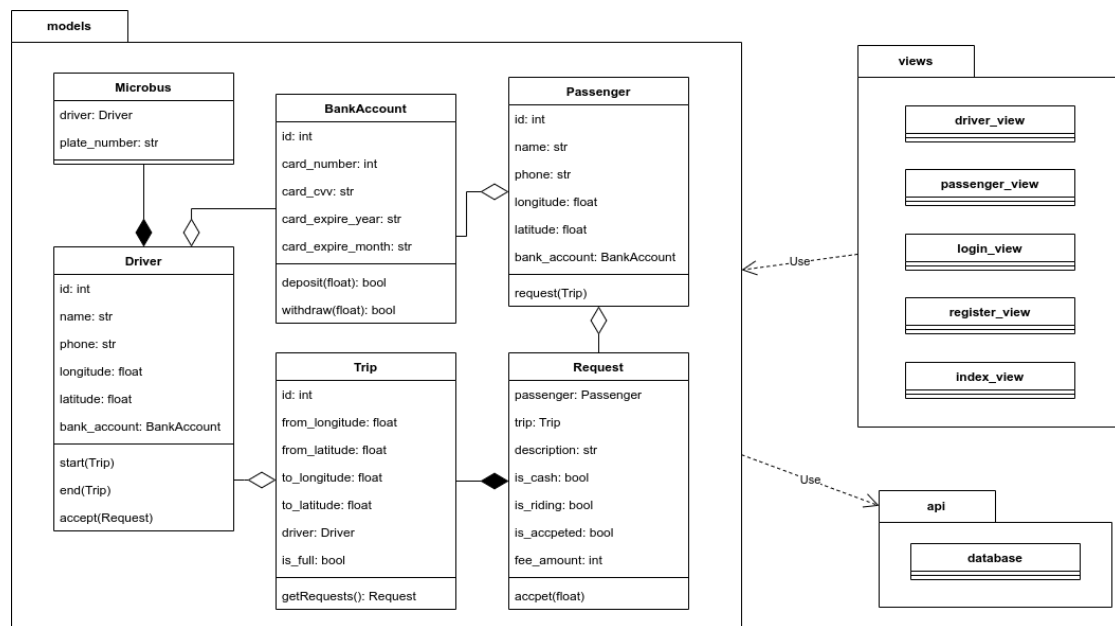 models
Microbus
driver: Driver
plate_number: str
BankAccount
id: int
card_number: int
card_cvv: str
card_expire_year: str
card_expire_month: str
deposit(float): bool
withdraw(float): bool
Passenger
id: int
name: str
phone: str
longitude: float
latitude: float
bank_account: BankAccount
request(Trip)
Driver
id: int
name: str
phone: str
longitude: float
latitude: float
bank_account: BankAccount
start(Trip)
end(Trip)
accept(Request)
Trip
id: int
from_longitude: float
from_latitude: float
to_longitude: float
to_latitude: float
driver: Driver
is_full: bool
getRequests(): Request
Request
passenger: Passenger
trip: Trip
description: str
is_cash: bool
is_riding: bool
is_accpeted: bool
fee_amount: int
accpet(float)
Use
views
driver_view
passenger_view
login_view
register_view
index_view
Use
api
database